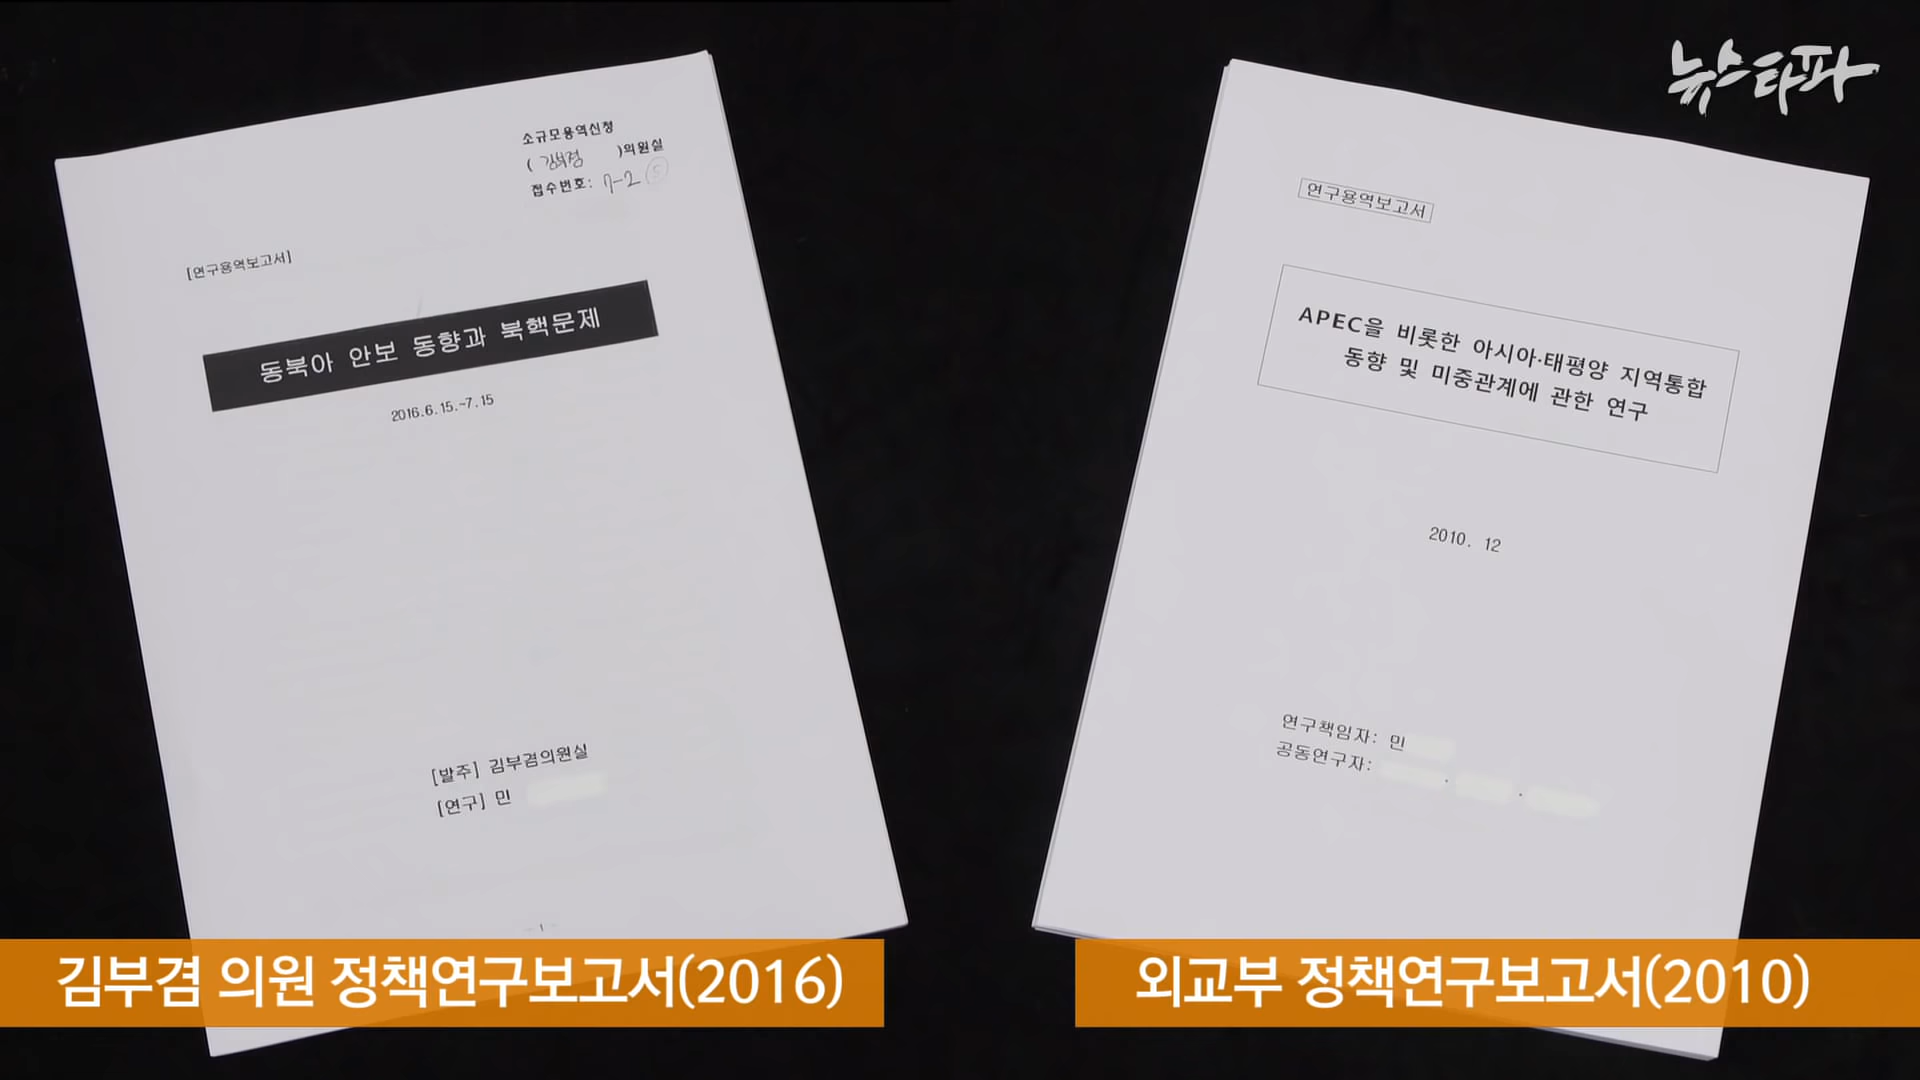 뉴스타파
소규모용역신청
( 김부겸 )의원실
접수번호: 7-2 ⑤
[연구용역보고서]
동북아 안보 동향과 북핵문제
2016.6.15.~7.15
[발주] 김부겸의원실
[연구] 민
김부겸 의원 정책연구보고서(2016)
연구용역보고서
APEC을 비롯한 아시아·태평양 지역통합
동향 및 미중관계에 관한 연구
2010. 12
연구책임자: 민
공동연구자:
외교부 정책연구보고서(2010)